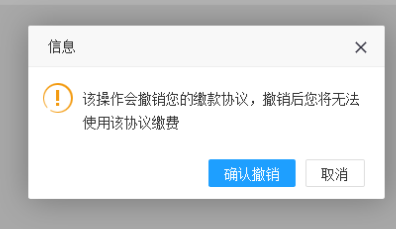 信息
该操作会撤销您的缴款协议，撤销后您将无法
使用该协议缴费
确认撤销 取消